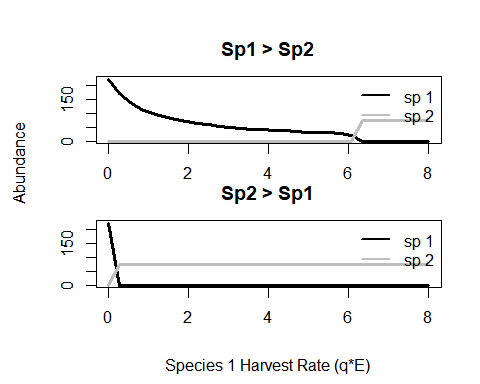 Sp1 > Sp2
Abundance
150
0
sp 1
sp 2
0 2 4 6 8
Sp2 > Sp1
150
0
sp 1
sp 2
0 2 4 6 8
Species 1 Harvest Rate (q*E)